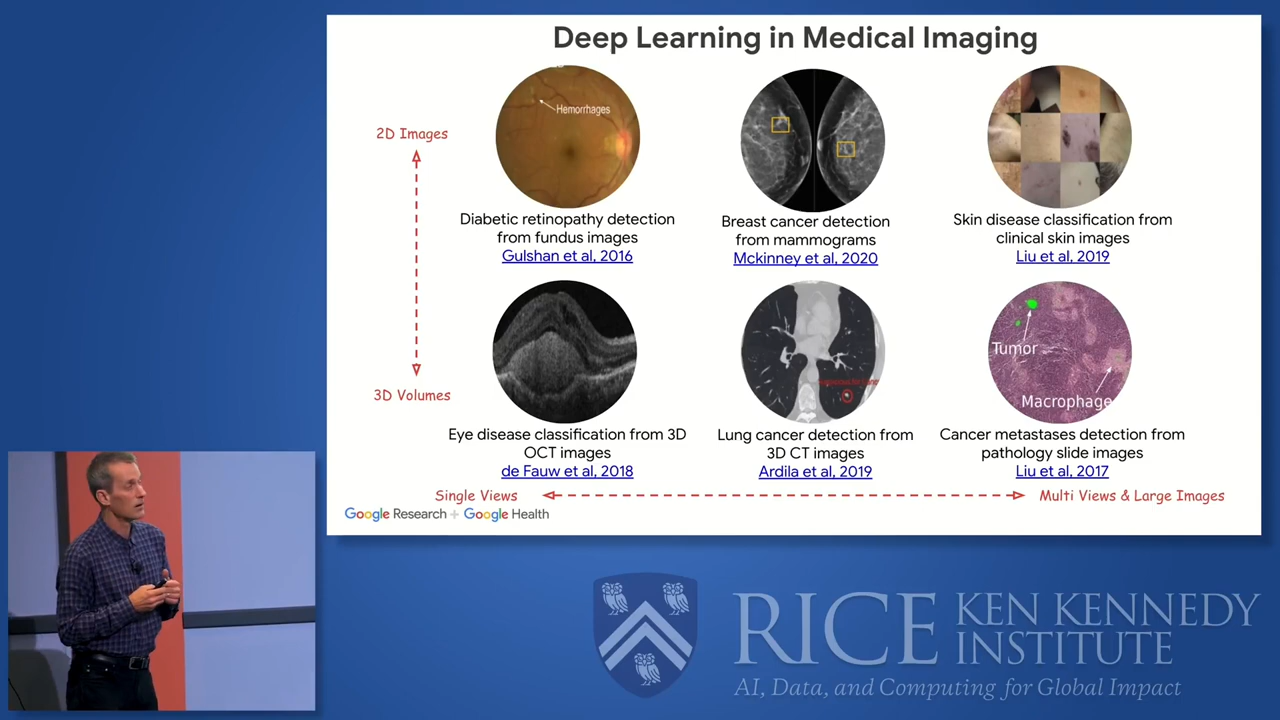 Deep Learning in Medical Imaging
2D Images
3D Volumes
Hemorrhages
Diabetic retinopathy detection
from fundus images
Gulshan et al, 2016
Breast cancer detection
from mammograms
Mckinney et al, 2020
Skin disease classification from
clinical skin images
Liu et al, 2019
Eye disease classification from 3D
OCT images
de Fauw et al, 2018
Lung cancer detection from
3D CT images
Ardila et al, 2019
Tumor
Macrophage
Cancer metastases detection from
pathology slide images
Liu et al, 2017
Single Views
Multi Views & Large Images
Google Research + Google Health
RICE KEN KENNEDY
INSTITUTE
AI, Data, and Computing for Global Impact